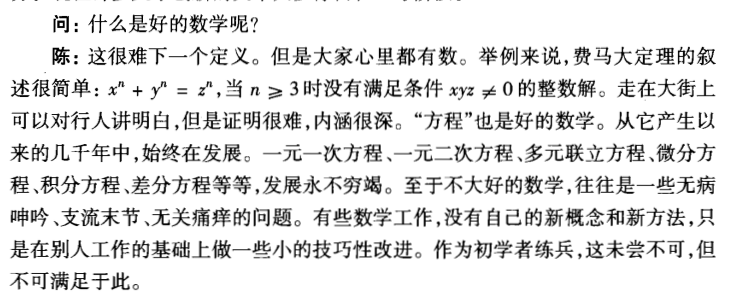 问：什么是好的数学呢？
陈：这很难下一个定义。但是大家心里都有数。举例来说，费马大定理的叙
述很简单：xⁿ + yⁿ = zⁿ，当 n ⩾ 3 时没有满足条件 xyz ≠ 0 的整数解。走在大街上
可以对行人讲明白，但是证明很难，内涵很深。“方程”也是好的数学。从它产生以
来的几千年中，始终在发展。一元一次方程、一元二次方程、多元联立方程、微分方
程、积分方程、差分方程等等，发展永不穷竭。至于不大好的数学，往往是一些无病
呻吟、支流末节、无关痛痒的问题。有些数学工作，没有自己的新概念和新方法，只
是在别人工作的基础上做一些小的技巧性改进。作为初学者练兵，这未尝不可，但
不可满足于此。